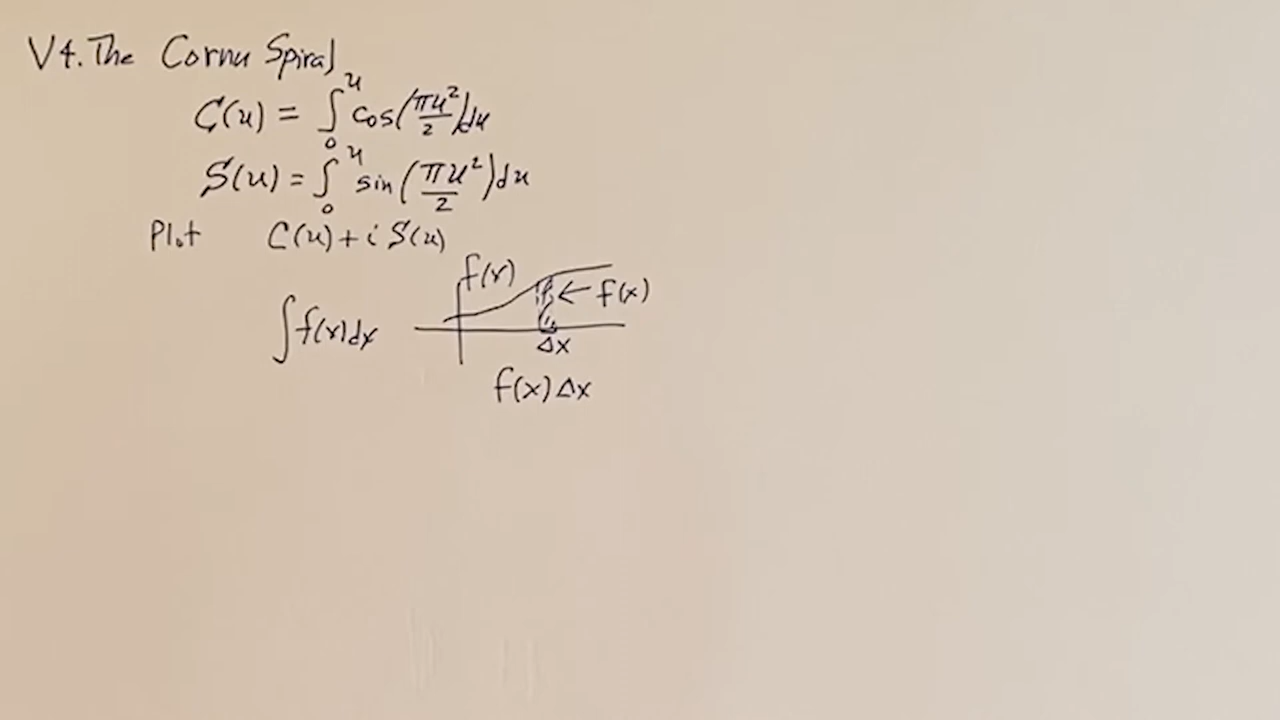 V4. The Cornu Spiral
C(u) = ∫₀ᵘ cos(πu²/2)du
S(u) = ∫₀ᵘ sin(πu²/2)du
Plot C(u) + i S(u)
f(x)
← f(x)
∫f(x)dx
Δx
f(x) Δx